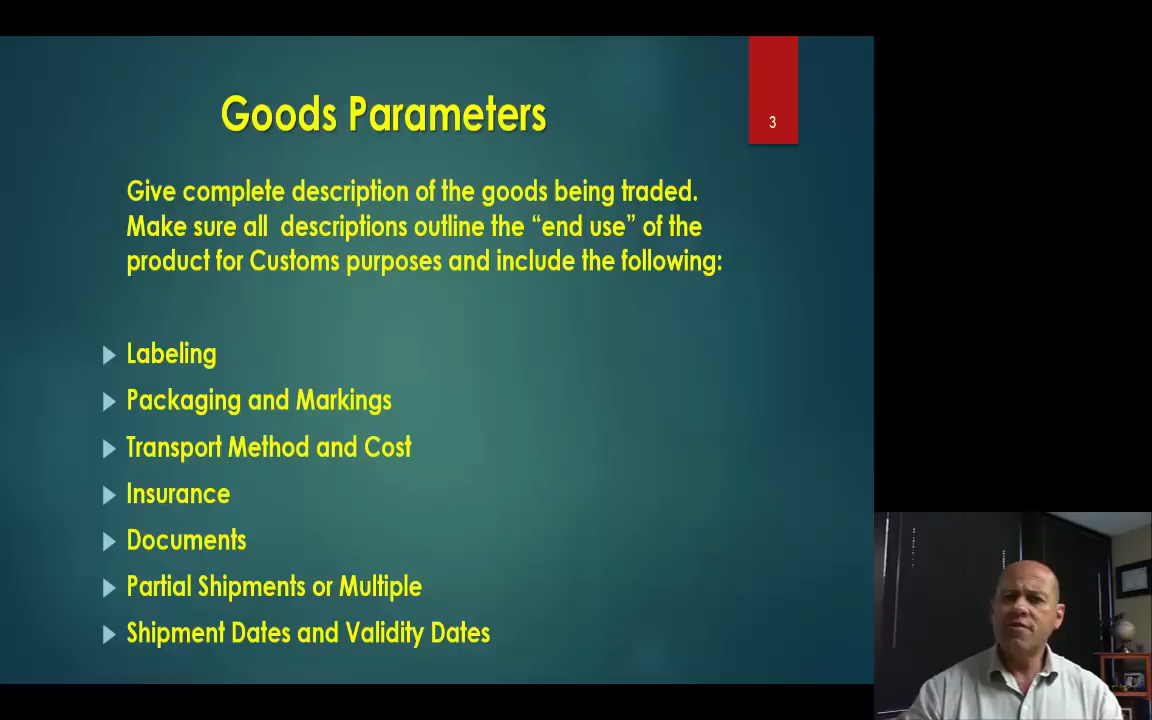 Goods Parameters
3
Give complete description of the goods being traded.
Make sure all  descriptions outline the “end use” of the
product for Customs purposes and include the following:
Labeling
Packaging and Markings
Transport Method and Cost
Insurance
Documents
Partial Shipments or Multiple
Shipment Dates and Validity Dates